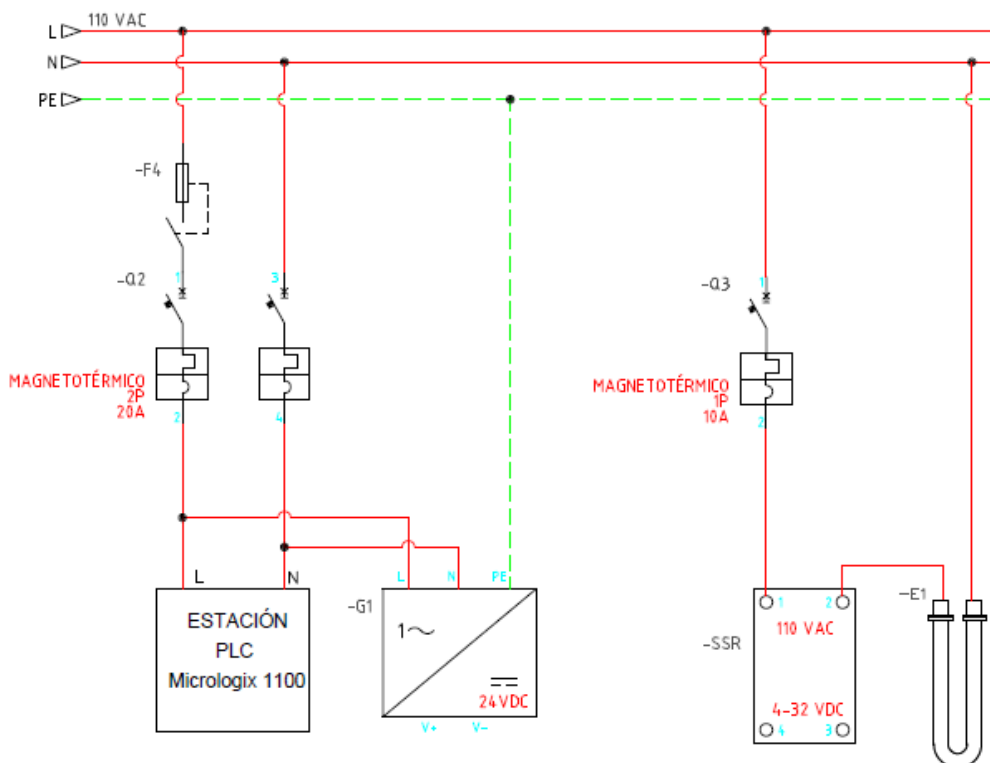 L 110 VAC
N
PE
-F4
-Q2 1 3
MAGNETOTÉRMICO
2P
20A
2 4
-Q3 1
MAGNETOTÉRMICO
1P
10A
2
L N
ESTACIÓN
PLC
Micrologix 1100
-G1 L N PE
1~
24VDC
V+ V-
-SSR
1 2
110 VAC
4-32 VDC
4 3
-E1